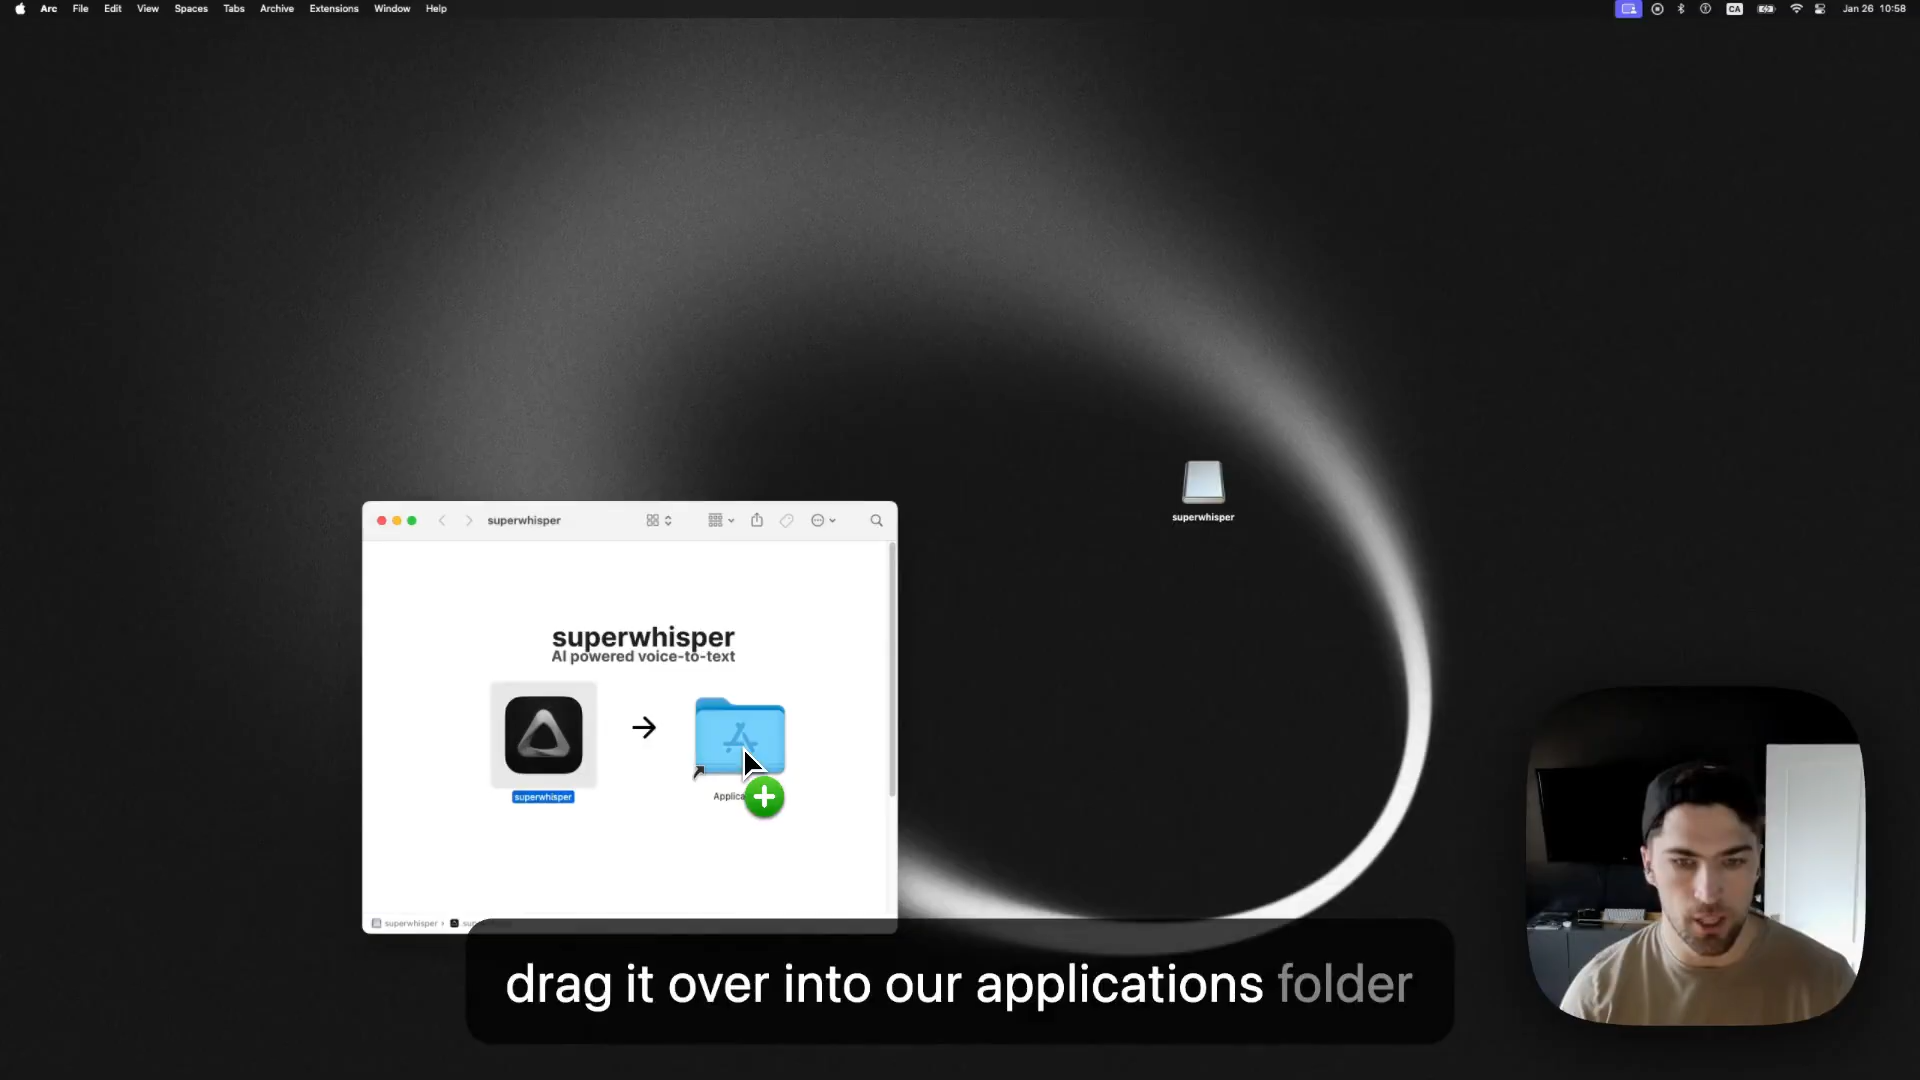 Arc File Edit View Spaces Tabs Archive Extensions Window Help
CA
Jan 26 10:58
superwhisper
superwhisper
superwhisper
AI powered voice-to-text
superwhisper
superwhisper
drag it over into our applications folder